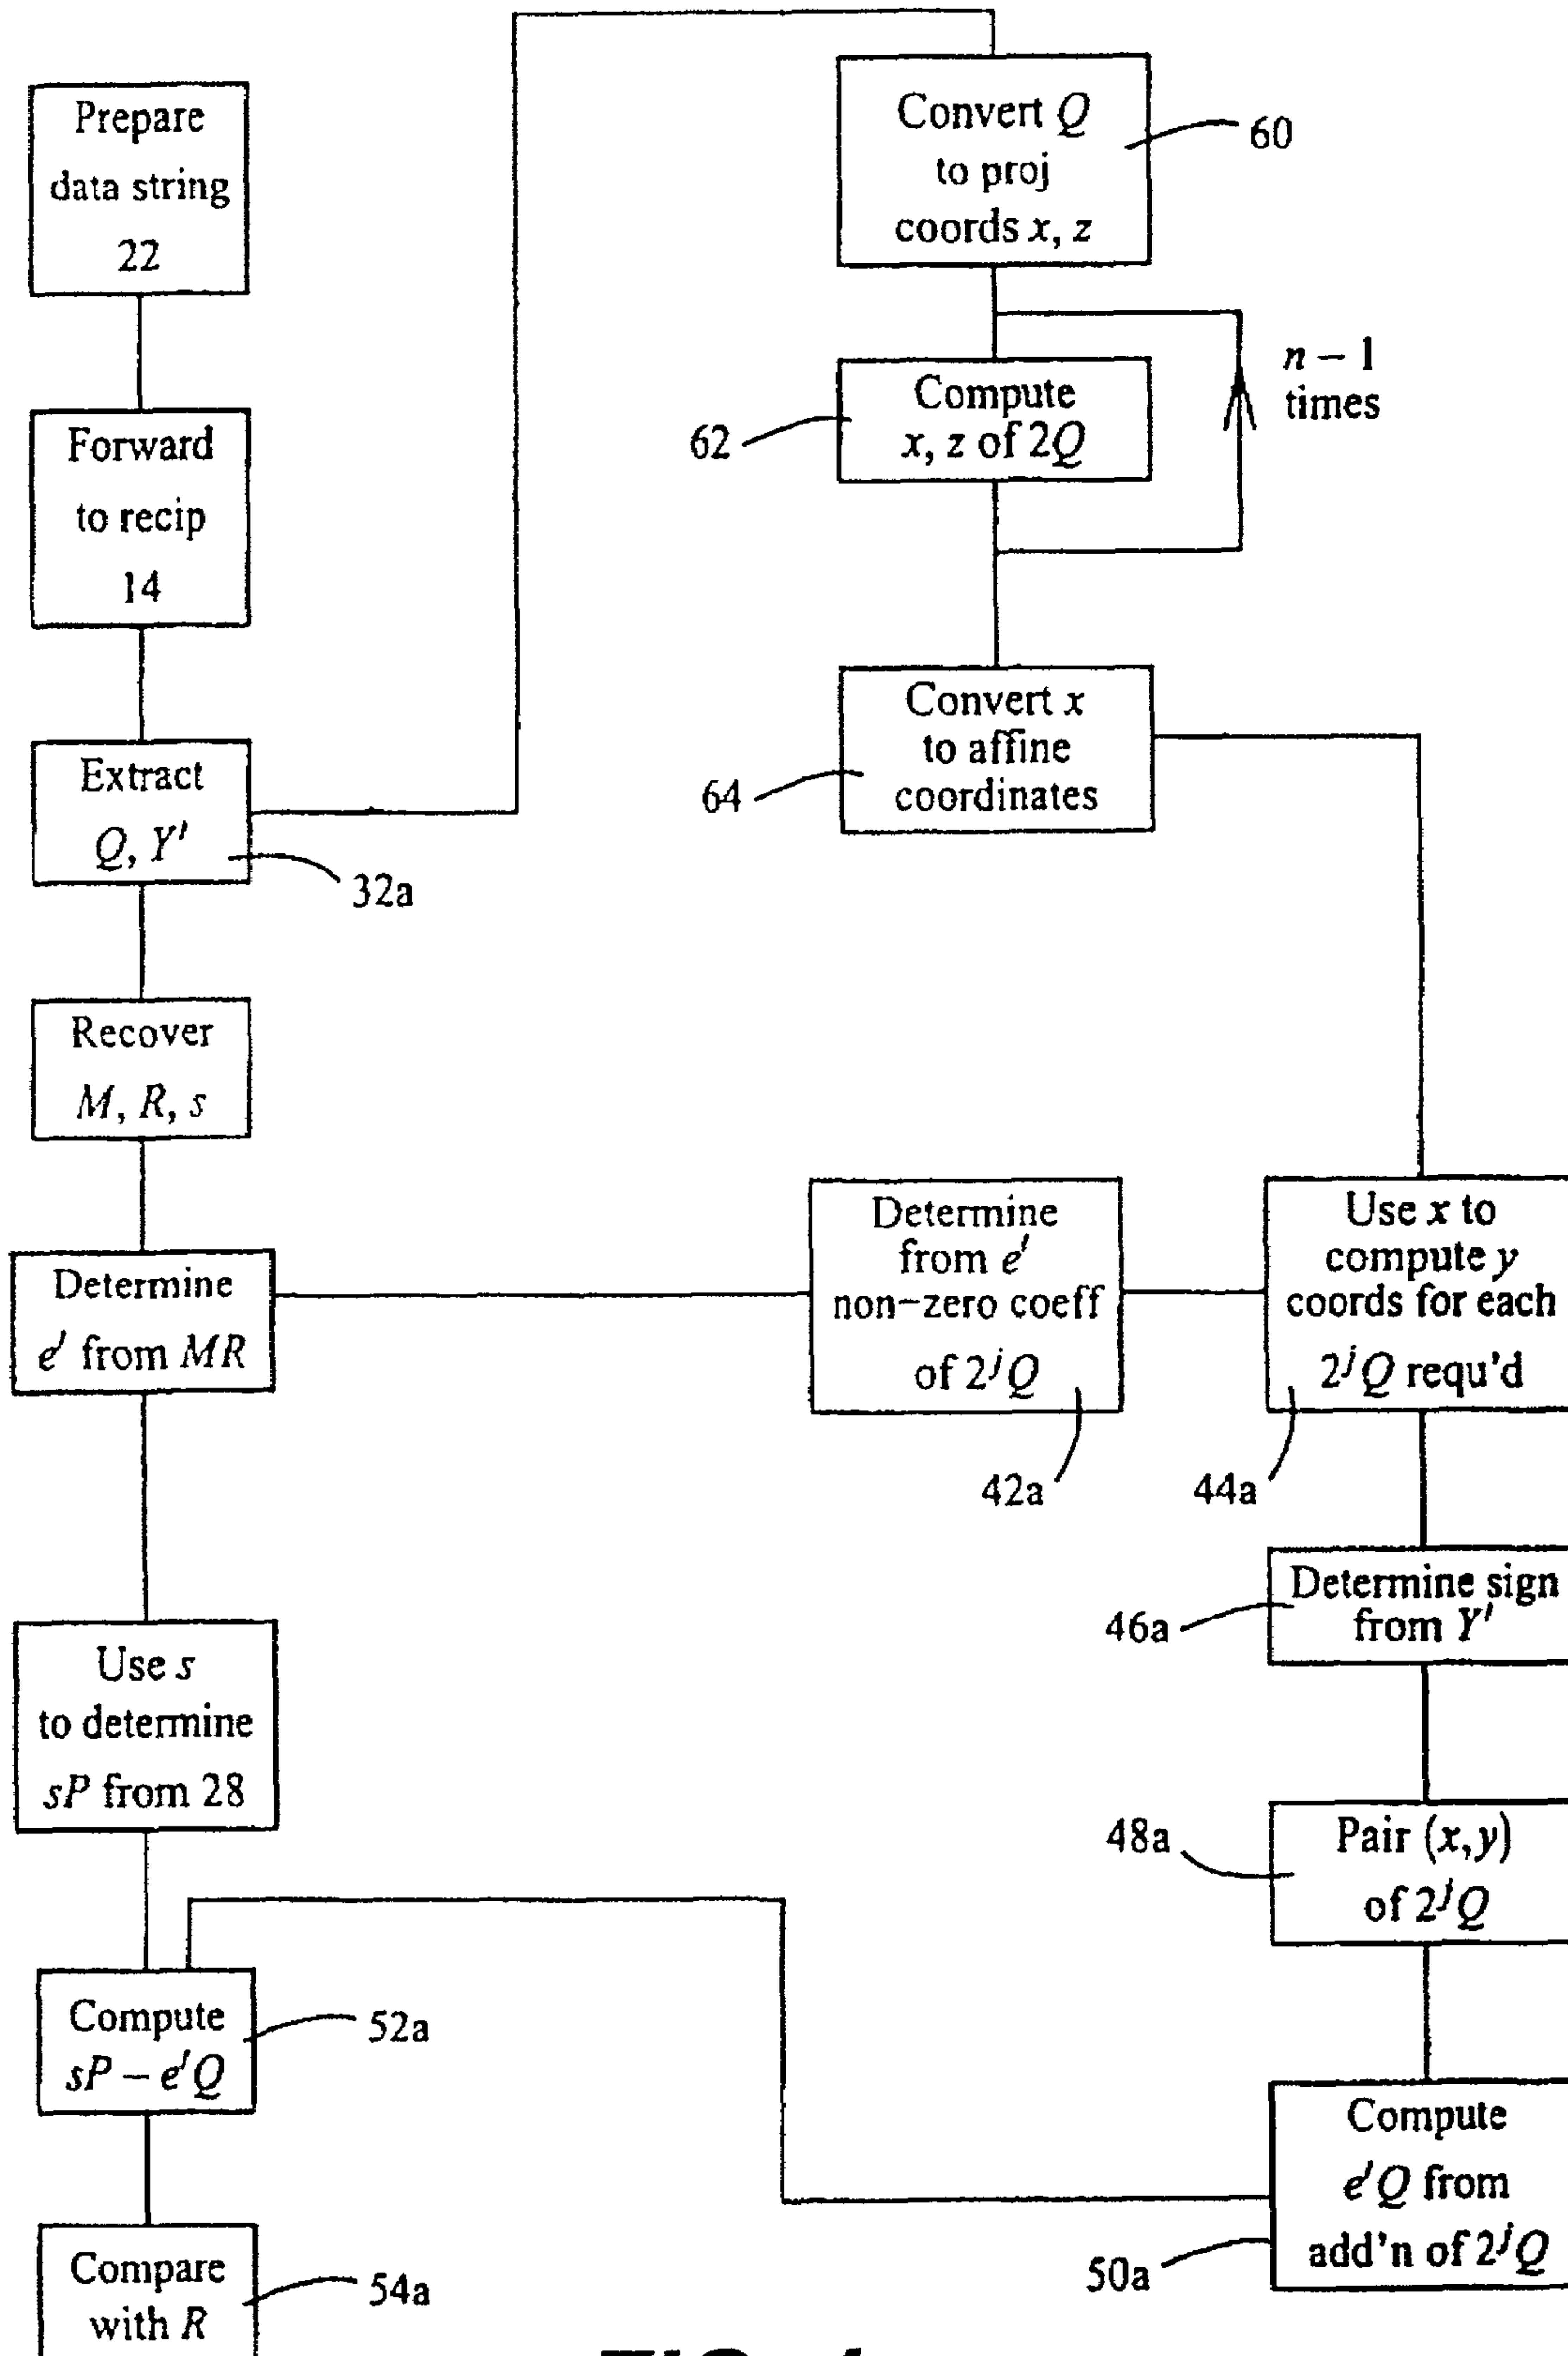 Prepare
data string
22
Forward
to recip
14
Extract
Q, Y'
32a
Recover
M, R, s
Determine
e' from MR
Use s
to determine
sP from 28
Compute
sP – e'Q
52a
Compare
with R
54a
Convert Q
to proj
coords x, z
60
Compute
x, z of 2Q
62
n – 1
times
Convert x
to affine
coordinates
64
Determine
from e'
non-zero coeff
of 2^j Q
42a
Use x to
compute y
coords for each
2^j Q requ'd
44a
Determine sign
from Y'
46a
Pair (x,y)
of 2^j Q
48a
Compute
e'Q from
add'n of 2^j Q
50a